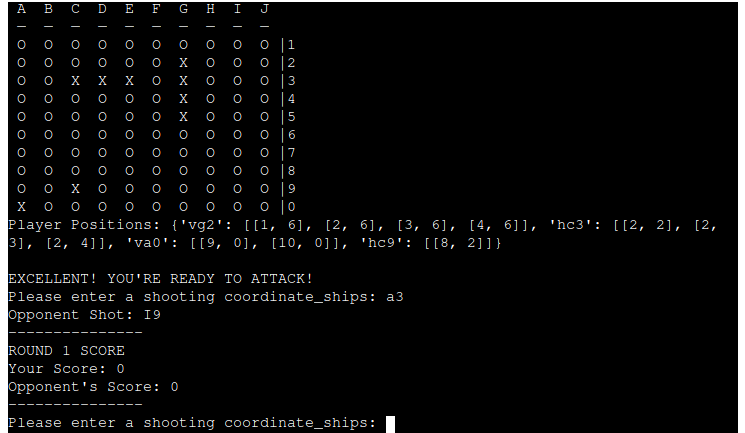 A B C D E F G H I J
— — — — — — — — — —
O O O O O O O O O O |1
O O O O O O X O O O |2
O O X X X O X O O O |3
O O O O O O X O O O |4
O O O O O O X O O O |5
O O O O O O O O O O |6
O O O O O O O O O O |7
O O O O O O O O O O |8
O O X O O O O O O O |9
X O O O O O O O O O |0
Player Positions: {'vg2': [[1, 6], [2, 6], [3, 6], [4, 6]], 'hc3': [[2, 2], [2,
3], [2, 4]], 'va0': [[9, 0], [10, 0]], 'hc9': [[8, 2]]}
EXCELLENT! YOU'RE READY TO ATTACK!
Please enter a shooting coordinate_ships: a3
Opponent Shot: I9
---------------
ROUND 1 SCORE
Your Score: 0
Opponent's Score: 0
---------------
Please enter a shooting coordinate_ships: